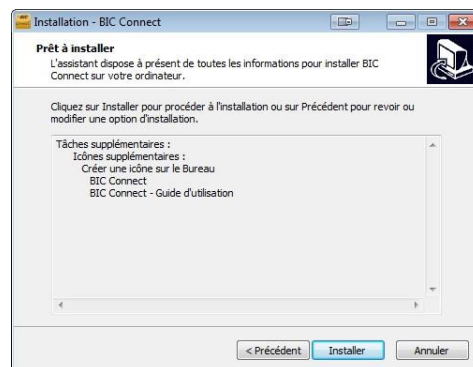 Installation - BIC Connect
Prêt à installer
L'assistant dispose à présent de toutes les informations pour installer BIC
Connect sur votre ordinateur.
Cliquez sur Installer pour procéder à l'installation ou sur Précédent pour revoir ou
modifier une option d'installation.
Tâches supplémentaires :
Icônes supplémentaires :
Créer une icône sur le Bureau
BIC Connect
BIC Connect - Guide d'utilisation
< Précédent
Installer
Annuler